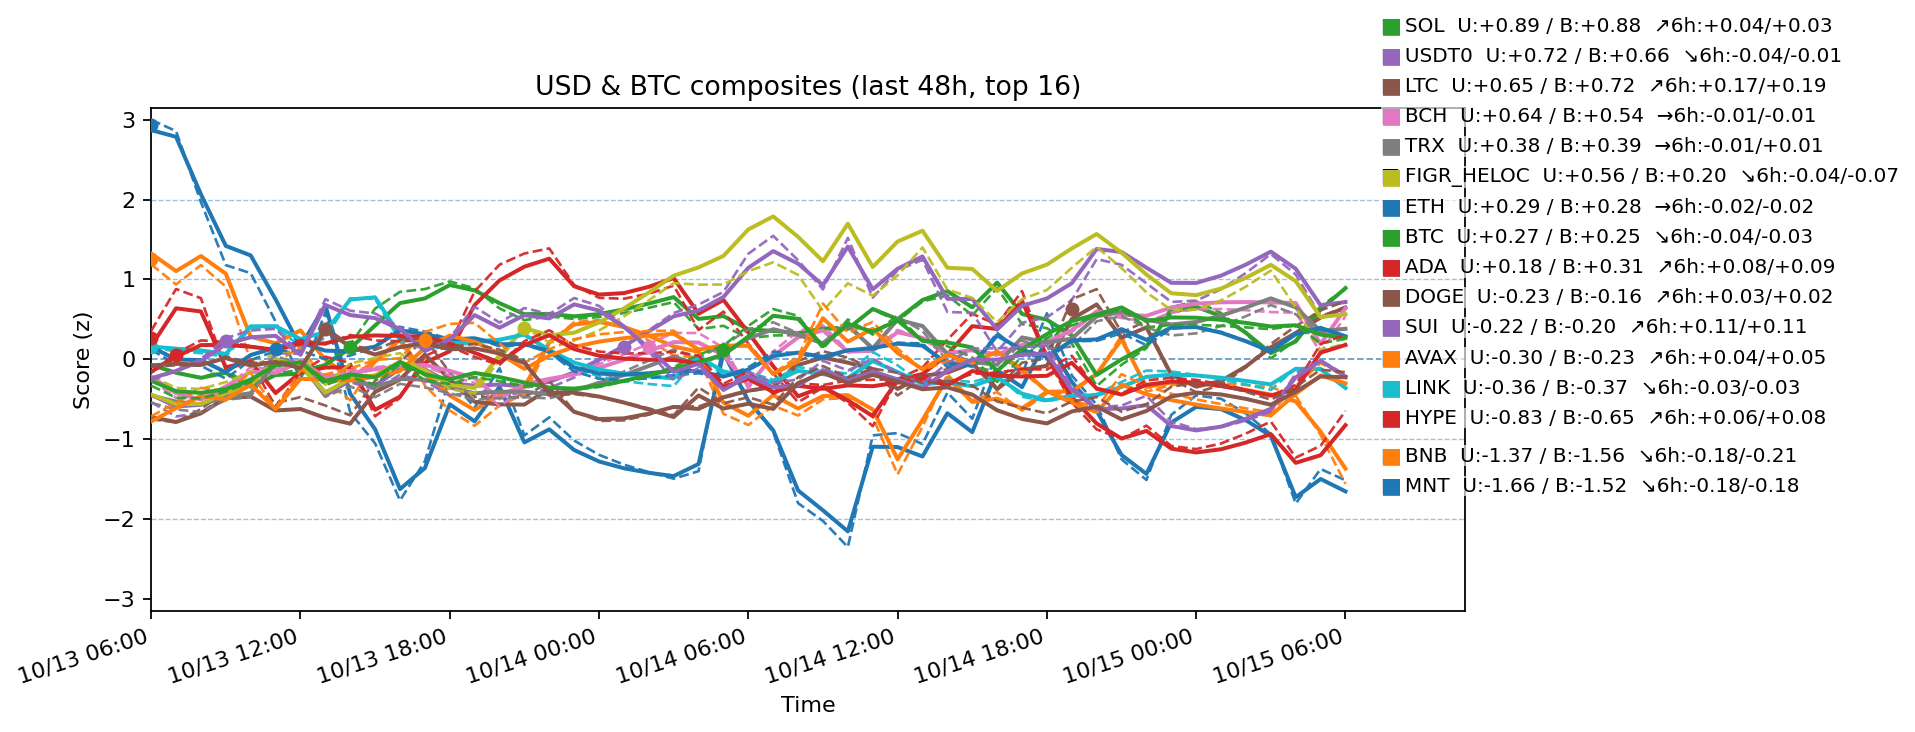 SOL  U:+0.89 / B:+0.88  ↗6h:+0.04/+0.03
USDT0  U:+0.72 / B:+0.66  ↘6h:-0.04/-0.01
LTC  U:+0.65 / B:+0.72  ↗6h:+0.17/+0.19
BCH  U:+0.64 / B:+0.54  →6h:-0.01/-0.01
TRX  U:+0.38 / B:+0.39  →6h:-0.01/+0.01
FIGR_HELOC  U:+0.56 / B:+0.20  ↘6h:-0.04/-0.07
ETH  U:+0.29 / B:+0.28  →6h:-0.02/-0.02
BTC  U:+0.27 / B:+0.25  ↘6h:-0.04/-0.03
ADA  U:+0.18 / B:+0.31  ↗6h:+0.08/+0.09
DOGE  U:-0.23 / B:-0.16  ↗6h:+0.03/+0.02
SUI  U:-0.22 / B:-0.20  ↗6h:+0.11/+0.11
AVAX  U:-0.30 / B:-0.23  ↗6h:+0.04/+0.05
LINK  U:-0.36 / B:-0.37  ↘6h:-0.03/-0.03
HYPE  U:-0.83 / B:-0.65  ↗6h:+0.06/+0.08
BNB  U:-1.37 / B:-1.56  ↘6h:-0.18/-0.21
MNT  U:-1.66 / B:-1.52  ↘6h:-0.18/-0.18
USD & BTC composites (last 48h, top 16)
Score (z)
3
2
1
0
−1
−2
−3
10/13 06:00
10/13 12:00
10/13 18:00
10/14 00:00
10/14 06:00
10/14 12:00
10/14 18:00
10/15 00:00
10/15 06:00
Time